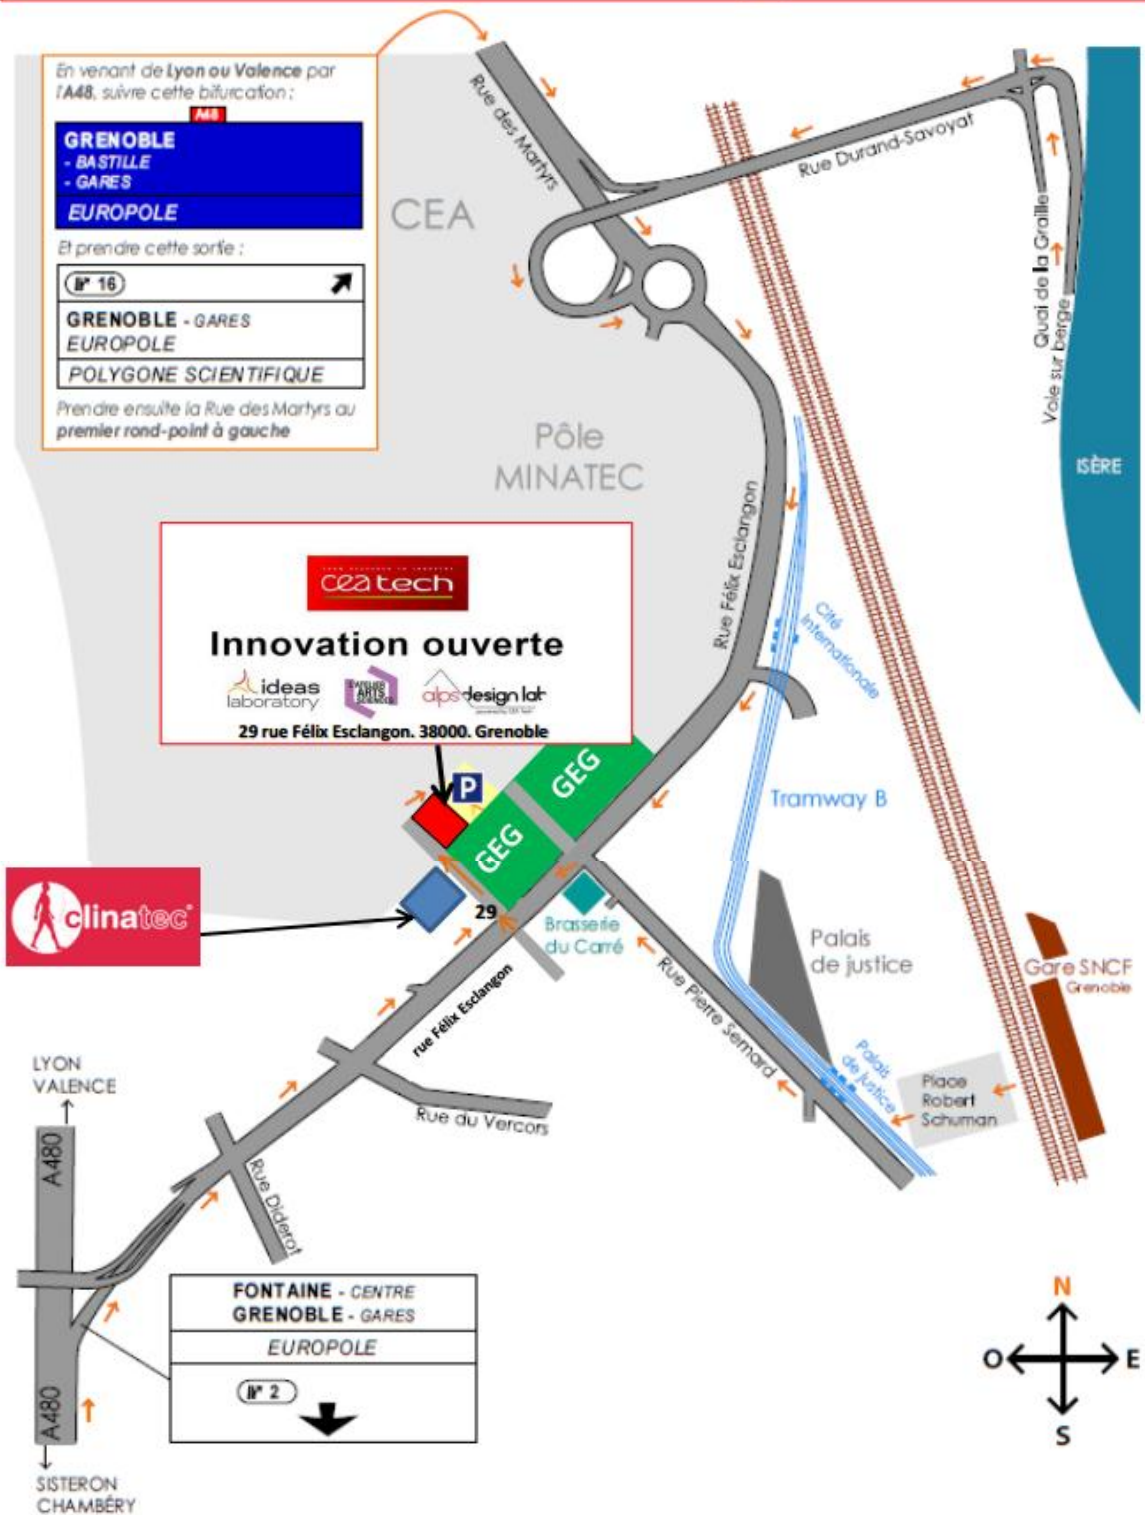 En venant de Lyon ou Valence par
l'A48, suivre cette bifurcation :
A48
GRENOBLE
- BASTILLE
- GARES
EUROPOLE
Et prendre cette sortie :
16
GRENOBLE - GARES
EUROPOLE
POLYGONE SCIENTIFIQUE
Prendre ensuite la Rue des Martyrs au
premier rond-point à gauche
Rue des Martyrs
Rue Durand-Savoyat
CEA
Quai de la Graille
Voie sur berge
ISÈRE
Pôle
MINATEC
Rue Félix Esclangon
Cité
Internationale
ceatech
Innovation ouverte
ideas
laboratory
L'ATELIER
ARTS
SCIENCES
alpsdesign lab
29 rue Félix Esclangon. 38000. Grenoble
P
GEG
GEG
Tramway B
clinatec
29
Brasserie
du Carré
Palais
de justice
Gare SNCF
Grenoble
rue Félix Esclangon
Rue Pierre Semard
Palais
de justice
Place
Robert
Schuman
LYON
VALENCE
Rue du Vercors
A480
Rue Diderot
FONTAINE - CENTRE
GRENOBLE - GARES
EUROPOLE
2
A480
SISTERON
CHAMBÉRY
N
O
E
S